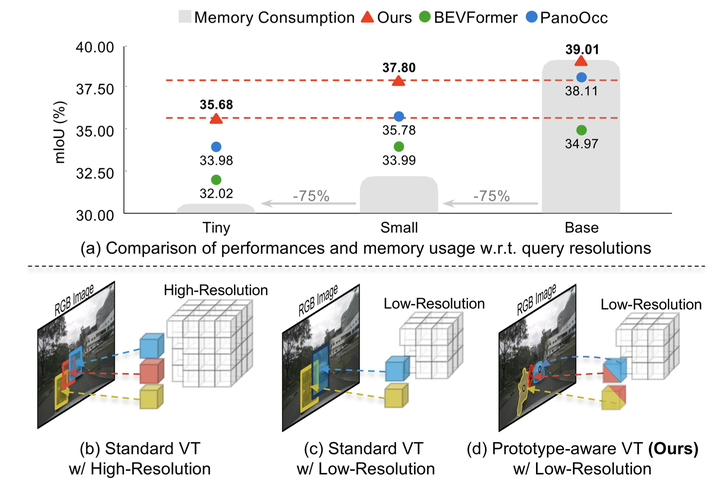 Memory Consumption Ours BEVFormer PanoOcc
40.00
37.50
35.00
32.50
30.00
mIoU (%)
35.68
33.98
32.02
37.80
35.78
33.99
39.01
38.11
34.97
-75%
-75%
Tiny Small Base
(a) Comparison of performances and memory usage w.r.t. query resolutions
RGB Image
High-Resolution
RGB Image
Low-Resolution
RGB Image
Low-Resolution
(b) Standard VT
w/ High-Resolution
(c) Standard VT
w/ Low-Resolution
(d) Prototype-aware VT (Ours)
w/ Low-Resolution